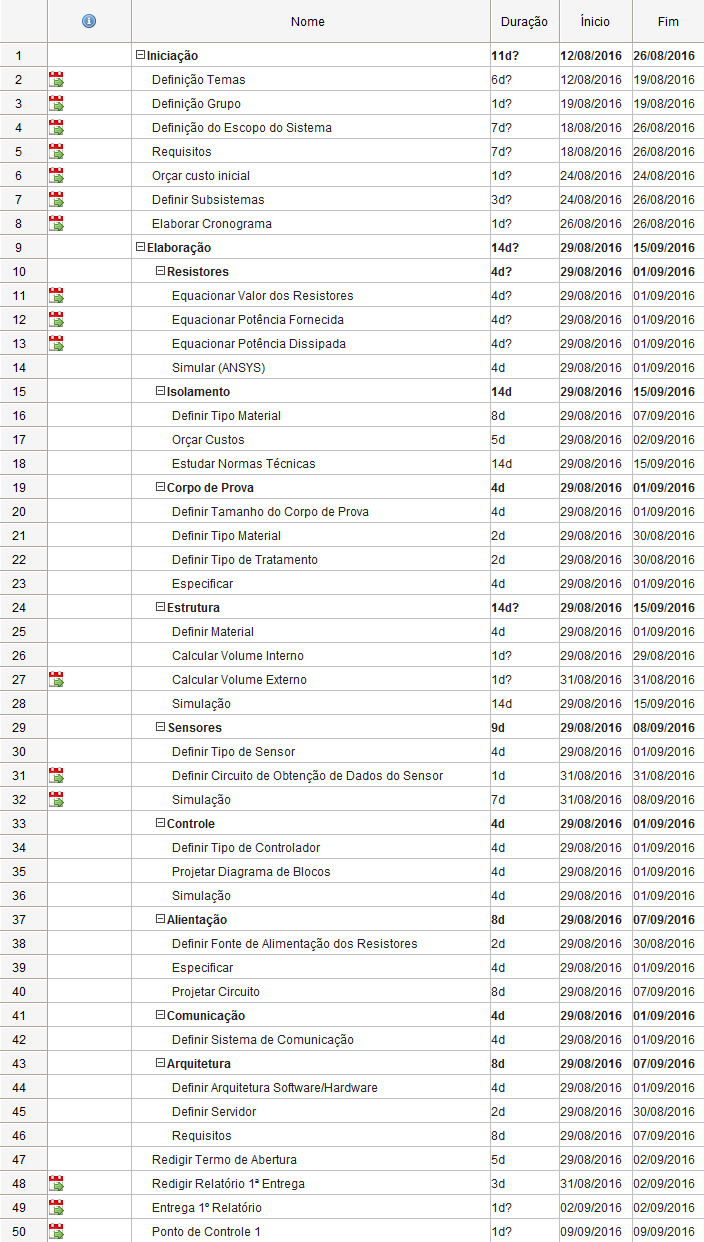 Nome Duração Ínicio Fim
1 Iniciação 11d? 12/08/2016 26/08/2016
2 Definição Temas 6d? 12/08/2016 19/08/2016
3 Definição Grupo 1d? 19/08/2016 19/08/2016
4 Definição do Escopo do Sistema 7d? 18/08/2016 26/08/2016
5 Requisitos 7d? 18/08/2016 26/08/2016
6 Orçar custo inicial 1d? 24/08/2016 24/08/2016
7 Definir Subsistemas 3d? 24/08/2016 26/08/2016
8 Elaborar Cronograma 1d? 26/08/2016 26/08/2016
9 Elaboração 14d? 29/08/2016 15/09/2016
10 Resistores 4d? 29/08/2016 01/09/2016
11 Equacionar Valor dos Resistores 4d? 29/08/2016 01/09/2016
12 Equacionar Potência Fornecida 4d? 29/08/2016 01/09/2016
13 Equacionar Potência Dissipada 4d? 29/08/2016 01/09/2016
14 Simular (ANSYS) 4d 29/08/2016 01/09/2016
15 Isolamento 14d 29/08/2016 15/09/2016
16 Definir Tipo Material 8d 29/08/2016 07/09/2016
17 Orçar Custos 5d 29/08/2016 02/09/2016
18 Estudar Normas Técnicas 14d 29/08/2016 15/09/2016
19 Corpo de Prova 4d 29/08/2016 01/09/2016
20 Definir Tamanho do Corpo de Prova 4d 29/08/2016 01/09/2016
21 Definir Tipo Material 2d 29/08/2016 30/08/2016
22 Definir Tipo de Tratamento 2d 29/08/2016 30/08/2016
23 Especificar 4d 29/08/2016 01/09/2016
24 Estrutura 14d? 29/08/2016 15/09/2016
25 Definir Material 4d 29/08/2016 01/09/2016
26 Calcular Volume Interno 1d? 29/08/2016 29/08/2016
27 Calcular Volume Externo 1d? 31/08/2016 31/08/2016
28 Simulação 14d 29/08/2016 15/09/2016
29 Sensores 9d 29/08/2016 08/09/2016
30 Definir Tipo de Sensor 4d 29/08/2016 01/09/2016
31 Definir Circuito de Obtenção de Dados do Sensor 1d 31/08/2016 31/08/2016
32 Simulação 7d 31/08/2016 08/09/2016
33 Controle 4d 29/08/2016 01/09/2016
34 Definir Tipo de Controlador 4d 29/08/2016 01/09/2016
35 Projetar Diagrama de Blocos 4d 29/08/2016 01/09/2016
36 Simulação 4d 29/08/2016 01/09/2016
37 Alientação 8d 29/08/2016 07/09/2016
38 Definir Fonte de Alimentação dos Resistores 2d 29/08/2016 30/08/2016
39 Especificar 4d 29/08/2016 01/09/2016
40 Projetar Circuito 8d 29/08/2016 07/09/2016
41 Comunicação 4d 29/08/2016 01/09/2016
42 Definir Sistema de Comunicação 4d 29/08/2016 01/09/2016
43 Arquitetura 8d 29/08/2016 07/09/2016
44 Definir Arquitetura Software/Hardware 4d 29/08/2016 01/09/2016
45 Definir Servidor 2d 29/08/2016 30/08/2016
46 Requisitos 8d 29/08/2016 07/09/2016
47 Redigir Termo de Abertura 5d 29/08/2016 02/09/2016
48 Redigir Relatório 1ª Entrega 3d 31/08/2016 02/09/2016
49 Entrega 1º Relatório 1d? 02/09/2016 02/09/2016
50 Ponto de Controle 1 1d? 09/09/2016 09/09/2016